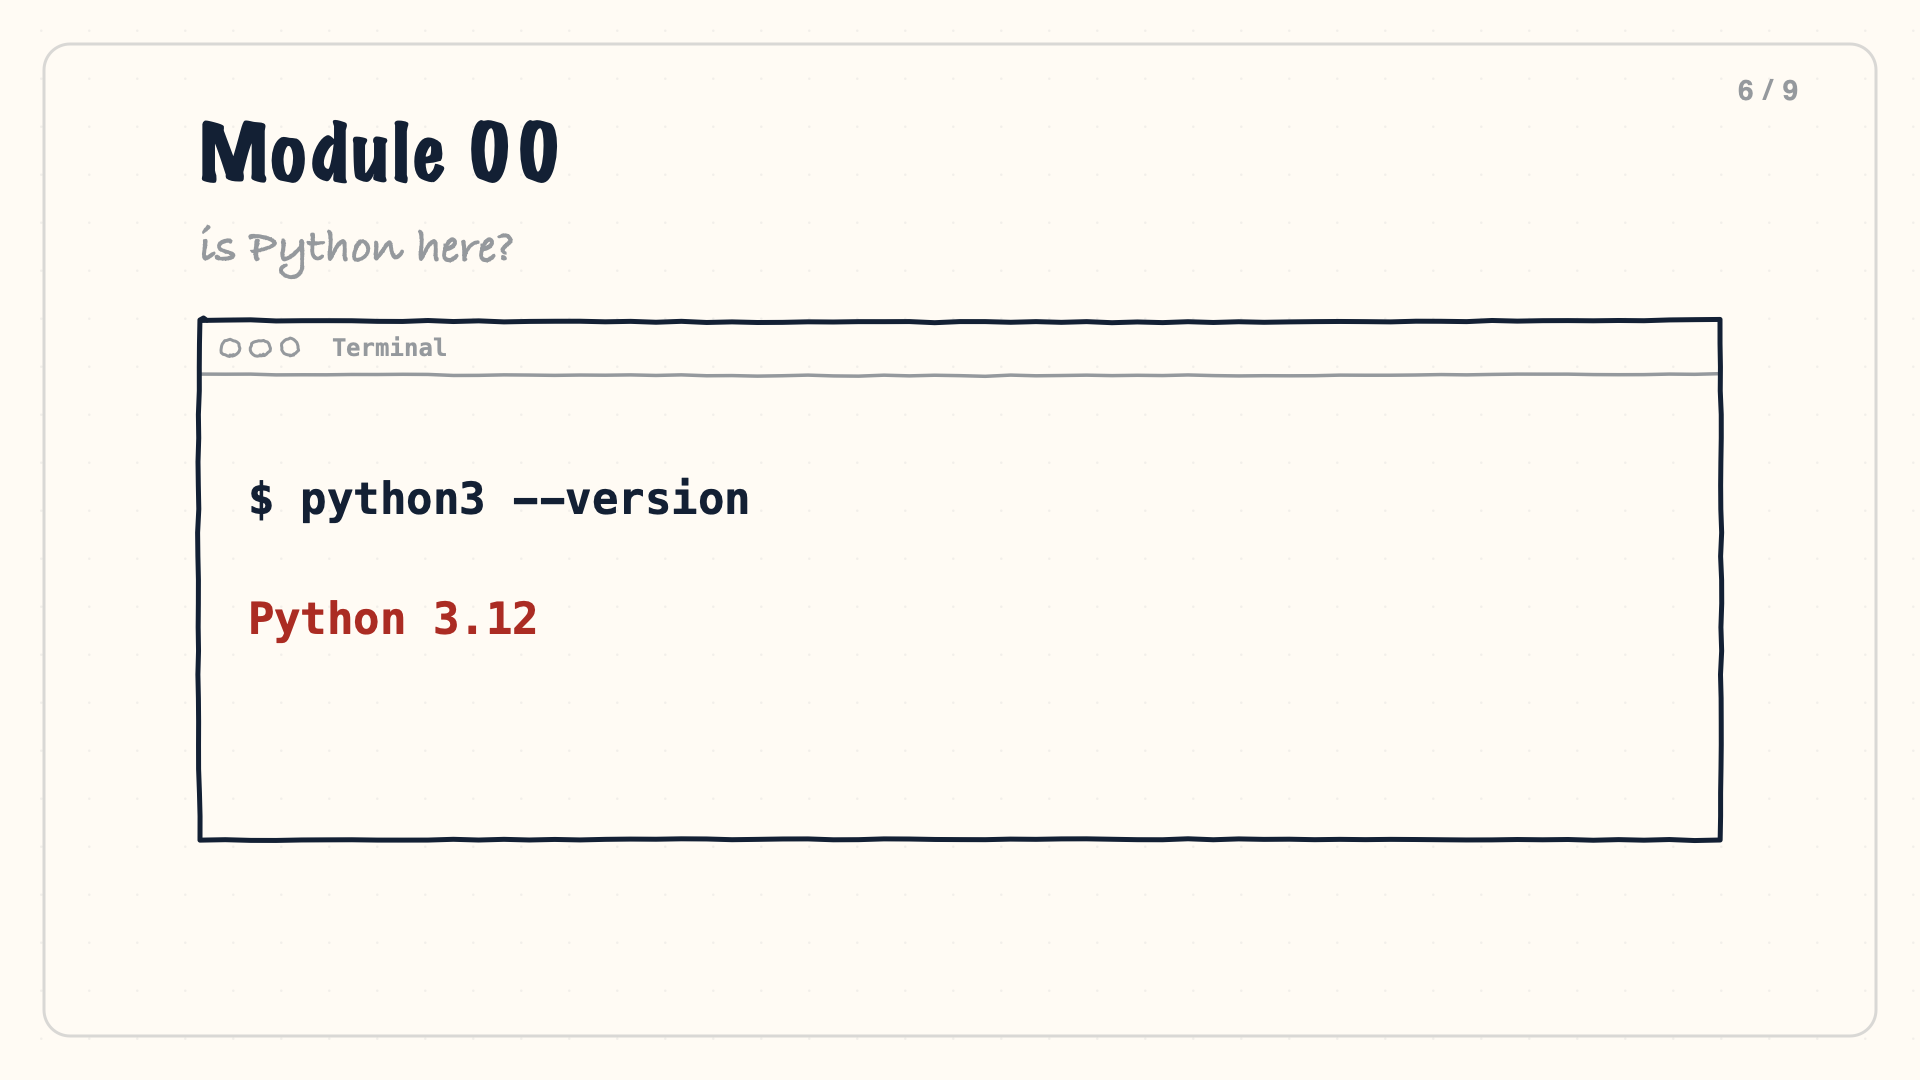 6 / 9
Module 00
is Python here?
Terminal
$ python3 --version
Python 3.12